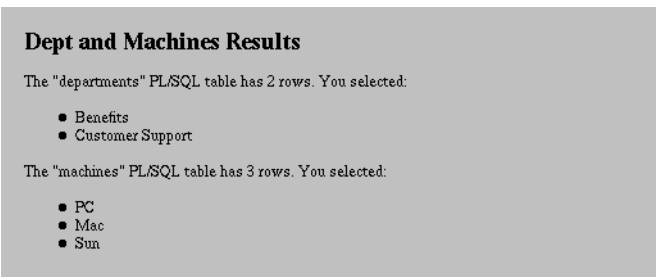 Dept and Machines Results
The "departments" PL/SQL table has 2 rows. You selected:
● Benefits
● Customer Support
The "machines" PL/SQL table has 3 rows. You selected:
● PC
● Mac
● Sun